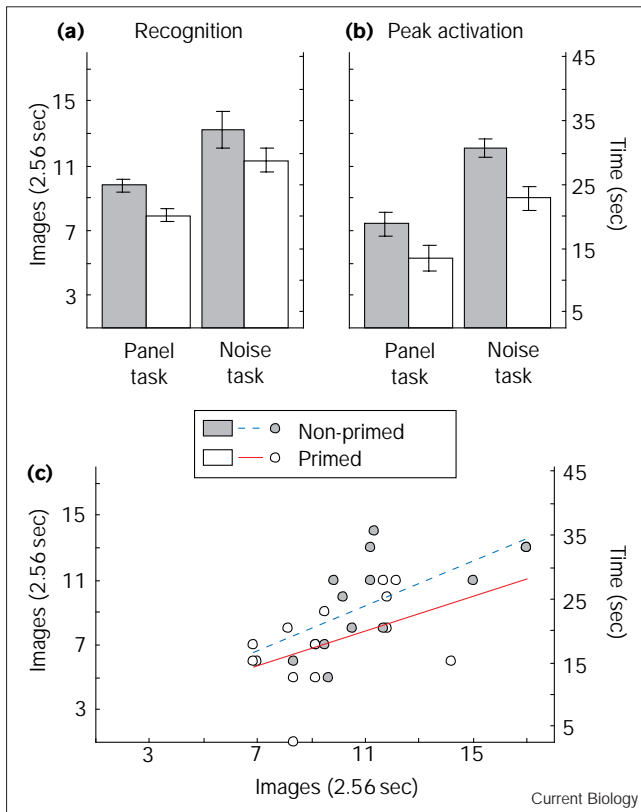 (a) Recognition
(b) Peak activation
Images (2.56 sec)
15
11
7
3
45
35
25
15
5
Time (sec)
Panel task
Noise task
Panel task
Noise task
Non-primed
Primed
(c)
Images (2.56 sec)
15
11
7
3
45
35
25
15
5
Time (sec)
3 7 11 15
Images (2.56 sec)
Current Biology